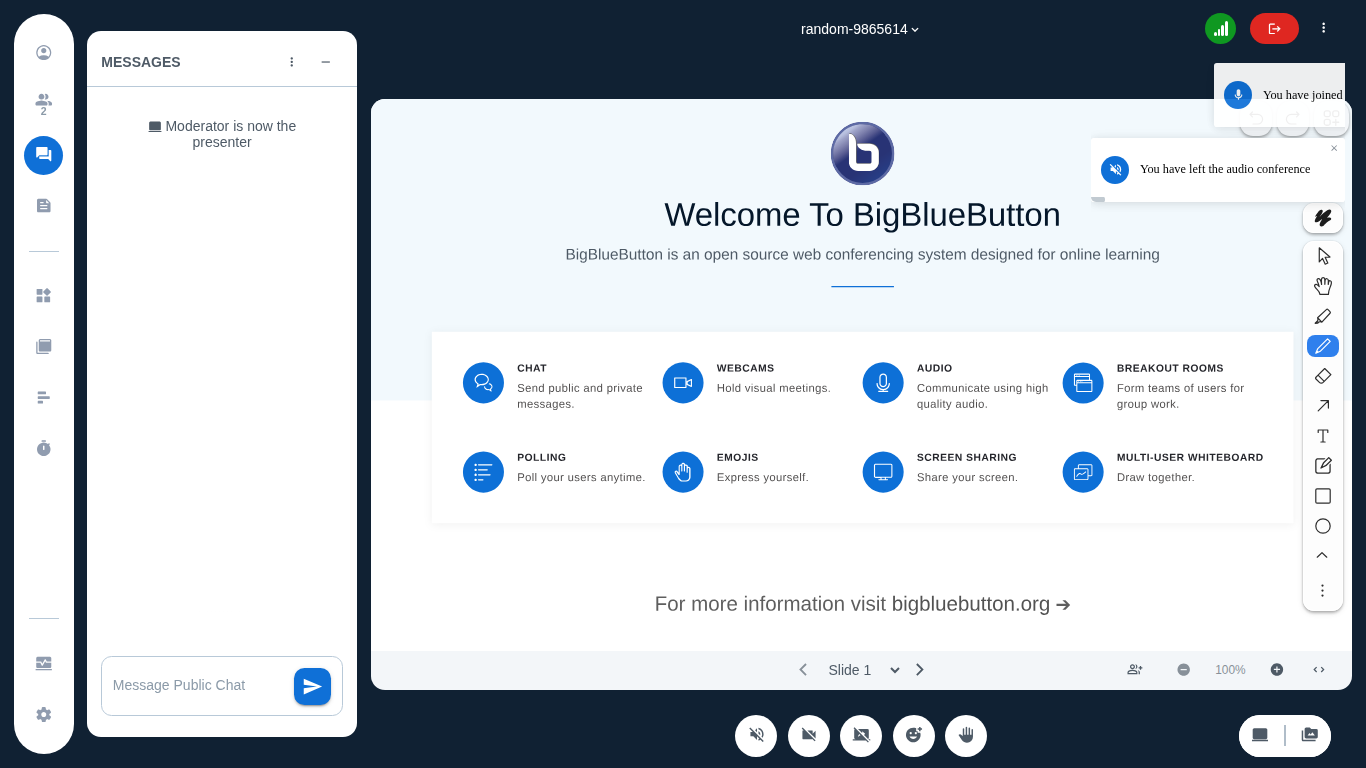 random-9865614
2
MESSAGES
Moderator is now the
presenter
Message Public Chat
You have joined
You have left the audio conference
Welcome To BigBlueButton
BigBlueButton is an open source web conferencing system designed for online learning
CHAT
Send public and private
messages.
WEBCAMS
Hold visual meetings.
AUDIO
Communicate using high
quality audio.
BREAKOUT ROOMS
Form teams of users for
group work.
POLLING
Poll your users anytime.
EMOJIS
Express yourself.
SCREEN SHARING
Share your screen.
MULTI-USER WHITEBOARD
Draw together.
For more information visit bigbluebutton.org ➔
Slide 1
100%